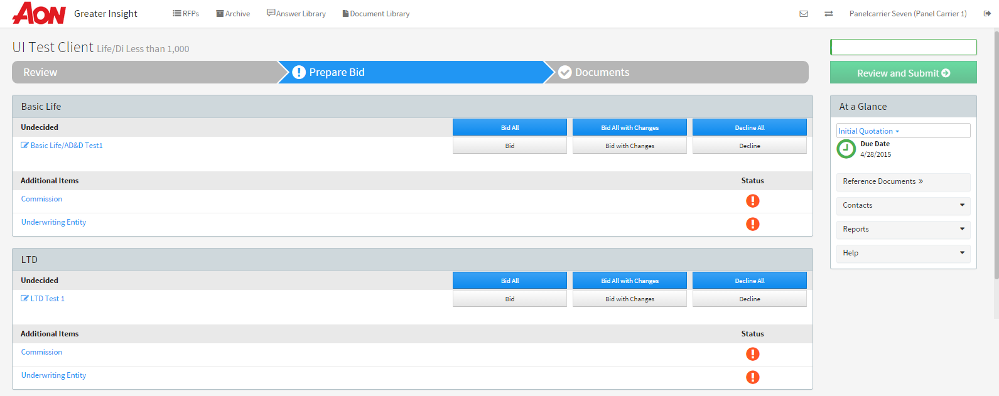 AON Greater Insight RFPs Archive Answer Library Document Library Panelcarrier Seven (Panel Carrier 1)
UI Test Client Life/Di Less than 1,000
Review Prepare Bid Documents
Review and Submit
Basic Life
Undecided Bid All Bid All with Changes Decline All
Basic Life/AD&D Test1 Bid Bid with Changes Decline
Additional Items Status
Commission
Underwriting Entity
LTD
Undecided Bid All Bid All with Changes Decline All
LTD Test 1 Bid Bid with Changes Decline
Additional Items Status
Commission
Underwriting Entity
At a Glance
Initial Quotation
Due Date
4/28/2015
Reference Documents »
Contacts
Reports
Help